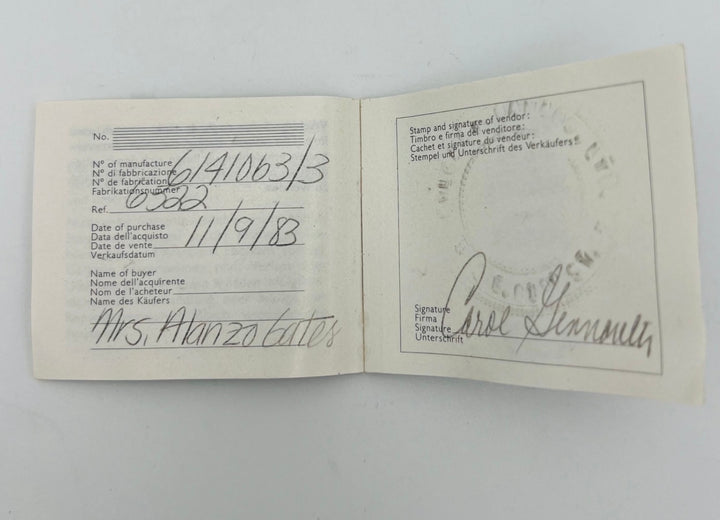 No.
N° of manufacture
N° di fabbricazione
N° de fabrication
Fabrikationsnummer
6141063/3
Ref. 6522
Date of purchase
Data dell'acquisto
Date de vente
Verkaufsdatum
11/9/83
Name of buyer
Nome dell'acquirente
Nom de l'acheteur
Name des Käufers
Mrs. Alanzo Gates
Stamp and signature of vendor:
Timbro e firma del venditore:
Cachet et signature du vendeur:
Stempel und Unterschrift des Verkäufers:
Signature
Firma
Signature
Unterschrift
Carol